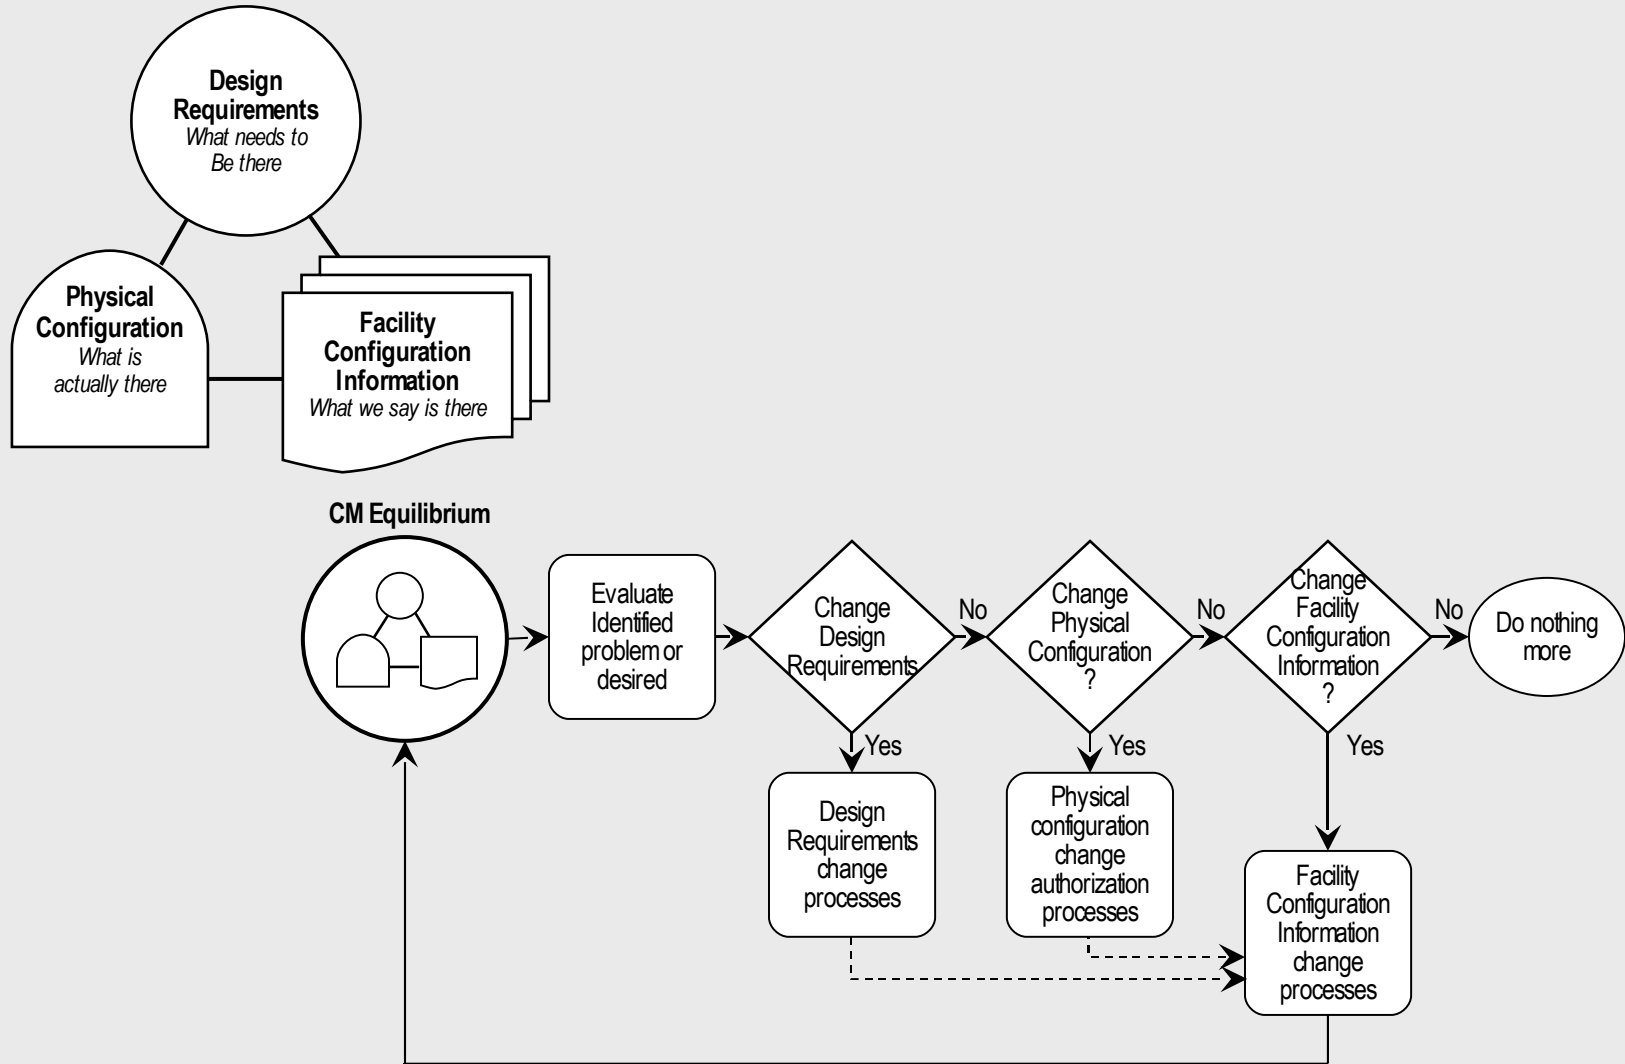 Design
Requirements
What needs to
Be there
Physical
Configuration
What is
actually there
Facility
Configuration
Information
What we say is there
CM Equilibrium
Evaluate
Identified
problem or
desired
Change
Design
Requirements
No
Change
Physical
Configuration
?
No
Change
Facility
Configuration
Information
?
No
Do nothing
more
Yes
Yes
Yes
Design
Requirements
change
processes
Physical
configuration
change
authorization
processes
Facility
Configuration
Information
change
processes